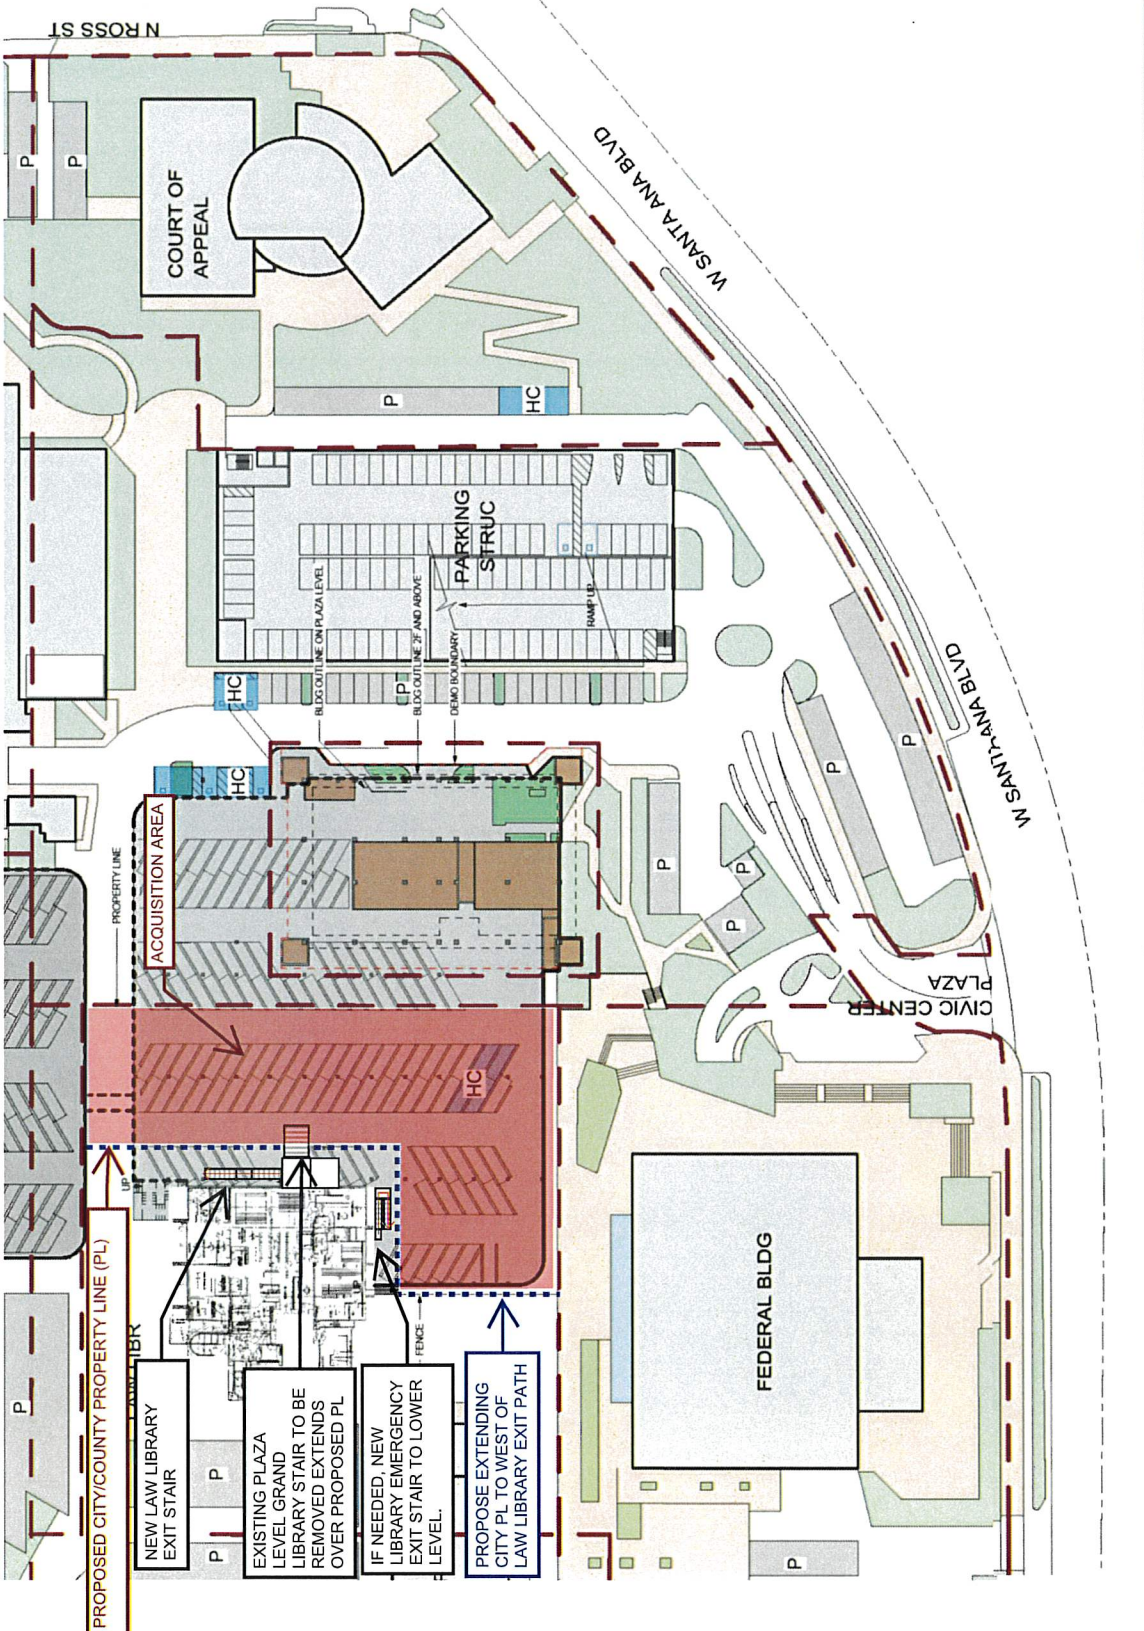 N ROSS ST
P
P
COURT OF
APPEAL
W SANTA ANA BLVD
P
HC
PARKING
STRUC
RAMP UP
BLDG OUTLINE ON PLAZA LEVEL
BLDG OUTLINE 2F AND ABOVE
DEMO BOUNDARY
HC
P
HC
ACQUISITION AREA
PROPERTY LINE
W SANTA ANA BLVD
P
P
P
P
P
CIVIC CENTER
PLAZA
HC
UP
PROPOSED CITY/COUNTY PROPERTY LINE (PL)
NEW LAW LIBRARY
EXIT STAIR
EXISTING PLAZA
LEVEL GRAND
LIBRARY STAIR TO BE
REMOVED EXTENDS
OVER PROPOSED PL
IF NEEDED, NEW
LIBRARY EMERGENCY
EXIT STAIR TO LOWER
LEVEL.
PROPOSE EXTENDING
CITY PL TO WEST OF
LAW LIBRARY EXIT PATH
FENCE
FEDERAL BLDG
P
P
P
P